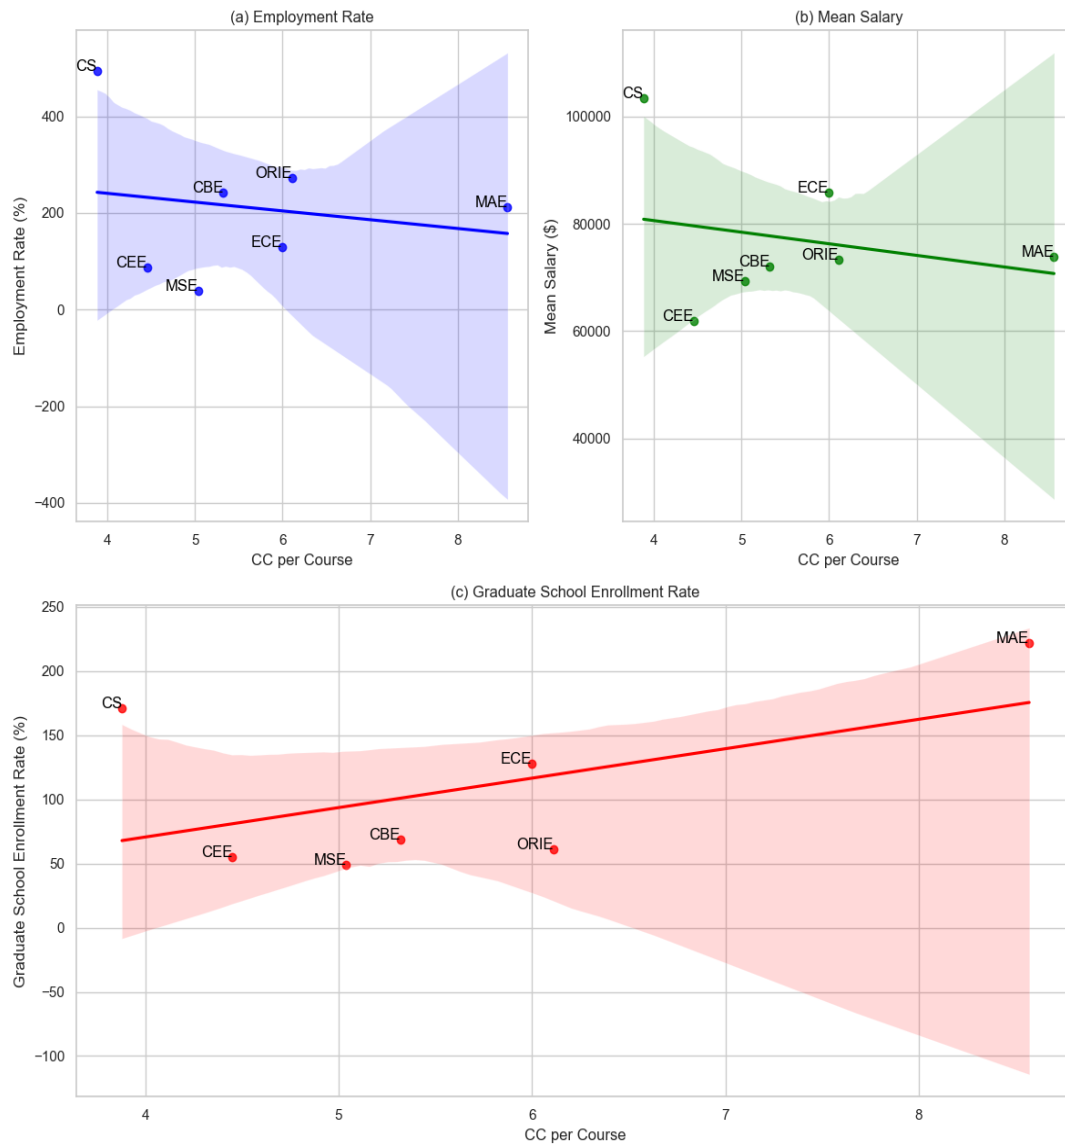 (a) Employment Rate
Employment Rate (%)
400
200
0
−200
−400
CS
CEE
MSE
CBE
ORIE
ECE
MAE
4 5 6 7 8
CC per Course
(b) Mean Salary
Mean Salary ($)
100000
80000
60000
40000
CS
CEE
MSE
CBE
ECE
ORIE
MAE
4 5 6 7 8
CC per Course
(c) Graduate School Enrollment Rate
Graduate School Enrollment Rate (%)
250
200
150
100
50
0
−50
−100
CS
CEE
MSE
CBE
ECE
ORIE
MAE
4 5 6 7 8
CC per Course